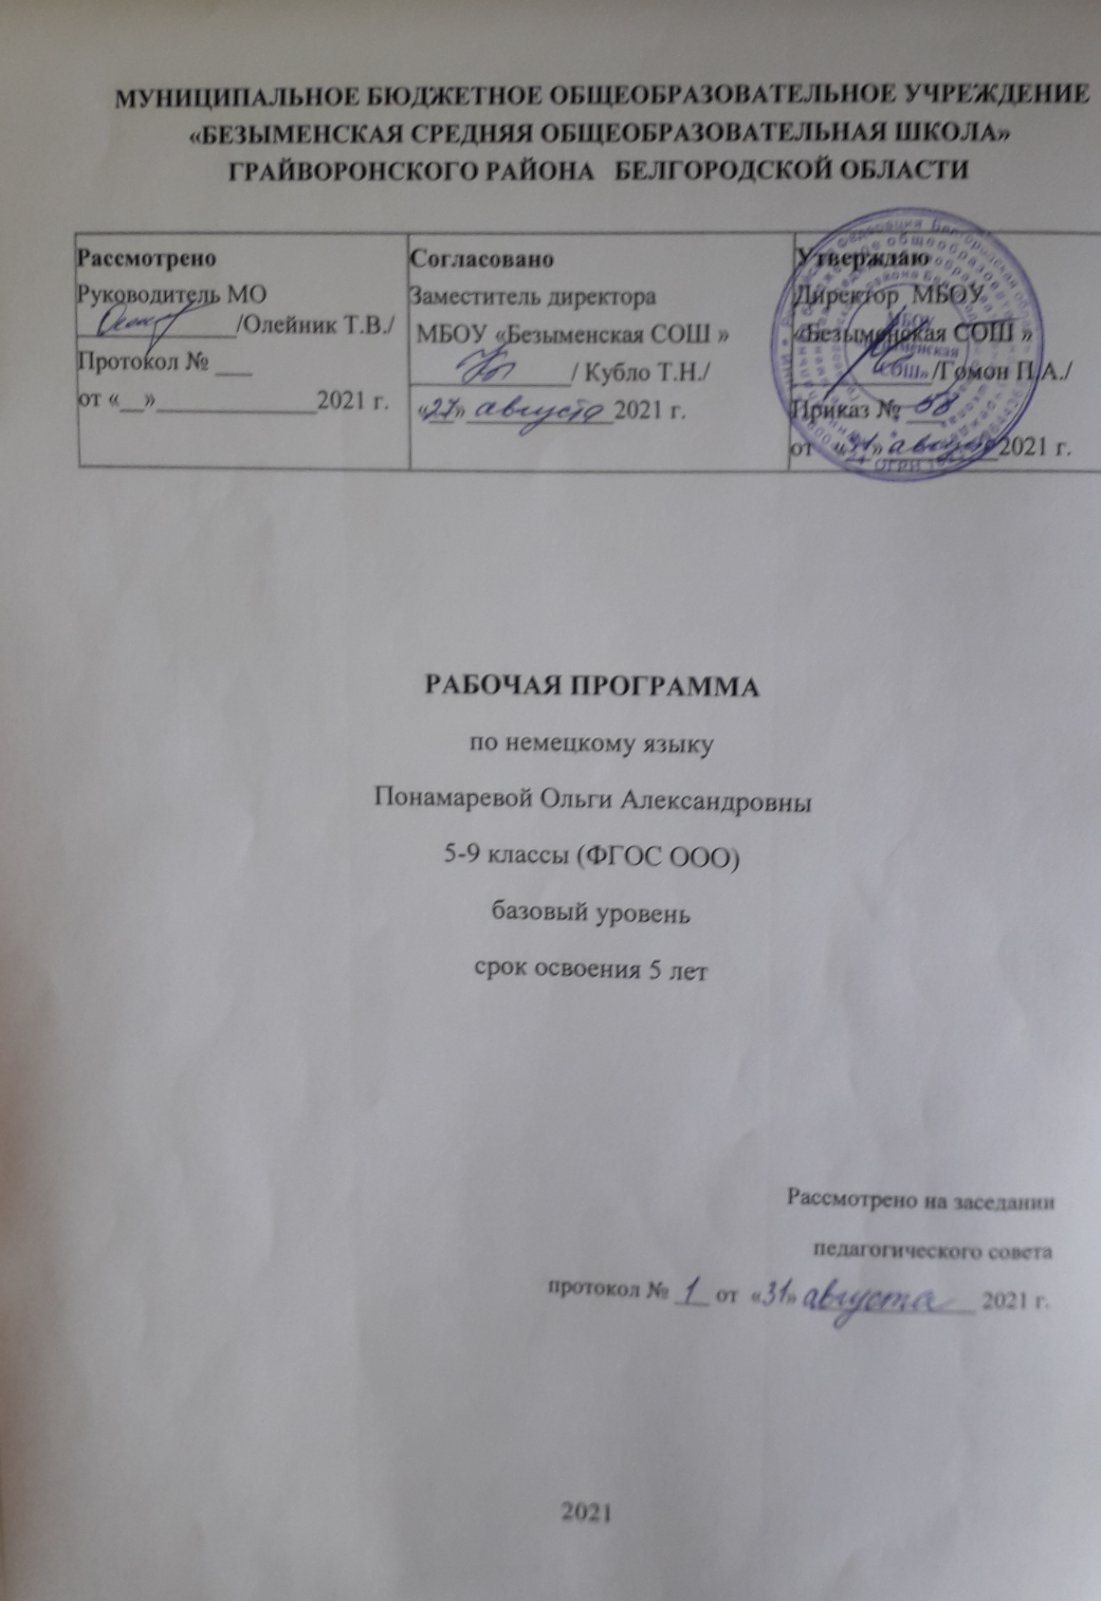 МУНИЦИПАЛЬНОЕ БЮДЖЕТНОЕ ОБЩЕОБРАЗОВАТЕЛЬНОЕ УЧРЕЖДЕНИЕ
«БЕЗЫМЕНСКАЯ СРЕДНЯЯ ОБЩЕОБРАЗОВАТЕЛЬНАЯ ШКОЛА»
ГРАЙВОРОНСКОГО РАЙОНА БЕЛГОРОДСКОЙ ОБЛАСТИ
Рассмотрено
Руководитель МО
/Олейник Т.В./
Протокол № ___
от «__»____________2021 г.
Согласовано
Заместитель директора
МБОУ «Безыменская СОШ »
____________/ Кубло Т.Н./
«27» августа 2021 г.
Утверждаю
Директор МБОУ
«Безыменская СОШ »
/Гомон П.А./
Приказ № 58
от «31» августа 2021 г.
РАБОЧАЯ ПРОГРАММА
по немецкому языку
Понамаревой Ольги Александровны
5-9 классы (ФГОС ООО)
базовый уровень
срок освоения 5 лет
Рассмотрено на заседании
педагогического совета
протокол № 1 от «31» августа 2021 г.
2021